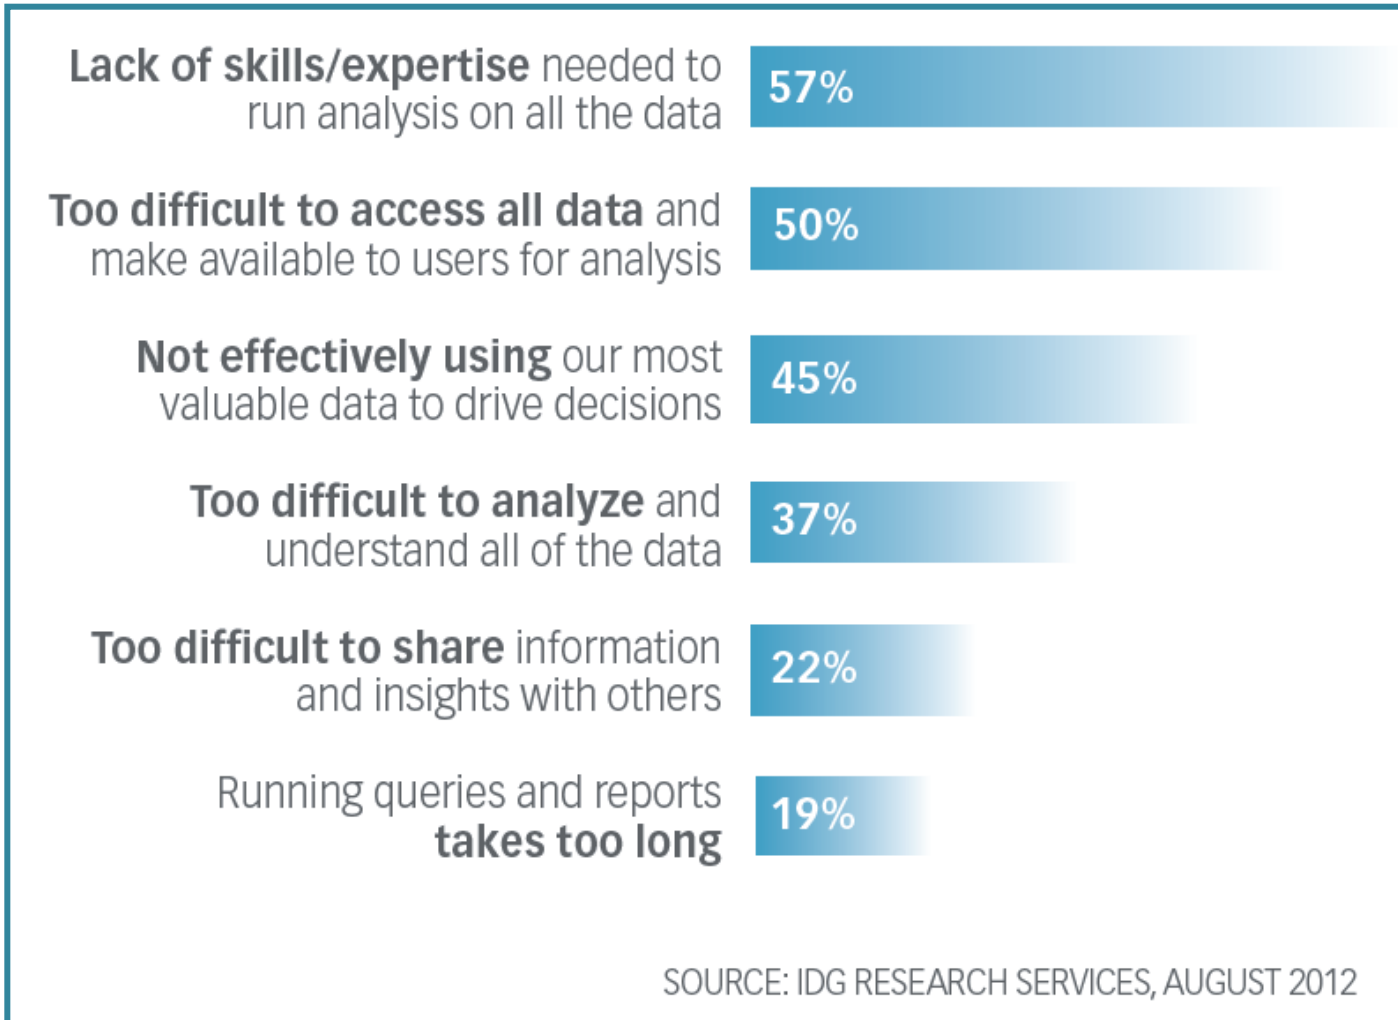 Lack of skills/expertise needed to
run analysis on all the data
57%
Too difficult to access all data and
make available to users for analysis
50%
Not effectively using our most
valuable data to drive decisions
45%
Too difficult to analyze and
understand all of the data
37%
Too difficult to share information
and insights with others
22%
Running queries and reports
takes too long
19%
SOURCE: IDG RESEARCH SERVICES, AUGUST 2012